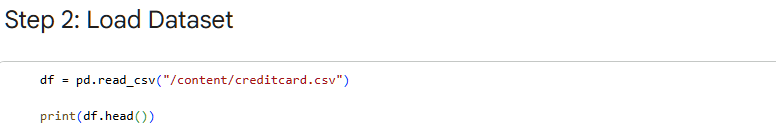 Step 2: Load Dataset
df = pd.read_csv("/content/creditcard.csv")
print(df.head())